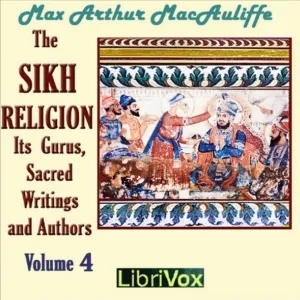 Max Arthur MacAuliffe
The
SIKH
RELIGION
Its Gurus,
Sacred
Writings
and Authors
Volume 4
LibriVox